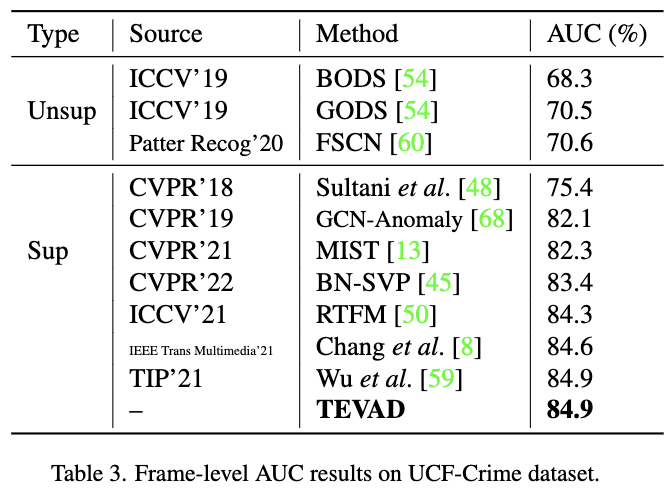 Type Source Method AUC (%)
ICCV’19 BODS [54] 68.3
Unsup ICCV’19 GODS [54] 70.5
Patter Recog’20 FSCN [60] 70.6
CVPR’18 Sultani et al. [48] 75.4
CVPR’19 GCN-Anomaly [68] 82.1
Sup CVPR’21 MIST [13] 82.3
CVPR’22 BN-SVP [45] 83.4
ICCV’21 RTFM [50] 84.3
IEEE Trans Multimedia’21 Chang et al. [8] 84.6
TIP’21 Wu et al. [59] 84.9
– TEVAD 84.9
Table 3. Frame-level AUC results on UCF-Crime dataset.